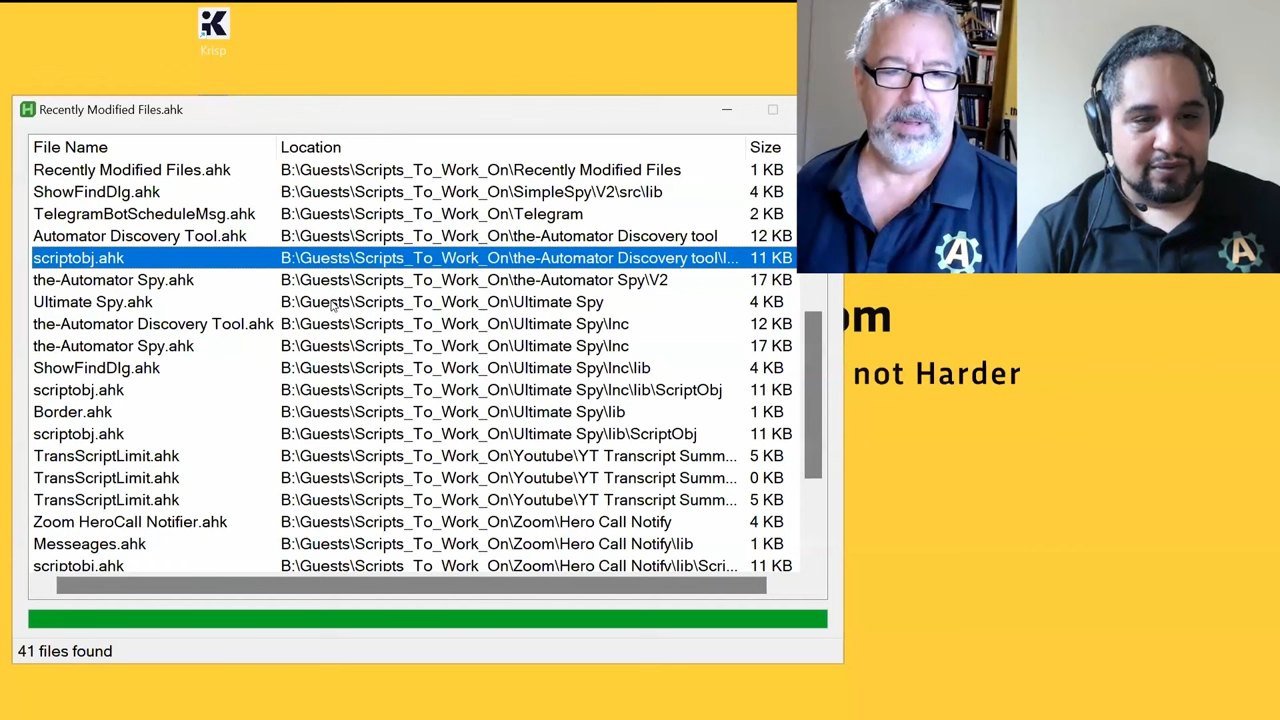 Krisp
Recently Modified Files.ahk
File Name Location Size
Recently Modified Files.ahk B:\Guests\Scripts_To_Work_On\Recently Modified Files 1 KB
ShowFindDlg.ahk B:\Guests\Scripts_To_Work_On\SimpleSpy\V2\src\lib 4 KB
TelegramBotScheduleMsg.ahk B:\Guests\Scripts_To_Work_On\Telegram 2 KB
Automator Discovery Tool.ahk B:\Guests\Scripts_To_Work_On\the-Automator Discovery tool 12 KB
scriptobj.ahk B:\Guests\Scripts_To_Work_On\the-Automator Discovery tool\l... 11 KB
the-Automator Spy.ahk B:\Guests\Scripts_To_Work_On\the-Automator Spy\V2 17 KB
Ultimate Spy.ahk B:\Guests\Scripts_To_Work_On\Ultimate Spy 4 KB
the-Automator Discovery Tool.ahk B:\Guests\Scripts_To_Work_On\Ultimate Spy\Inc 12 KB
the-Automator Spy.ahk B:\Guests\Scripts_To_Work_On\Ultimate Spy\Inc 17 KB
ShowFindDlg.ahk B:\Guests\Scripts_To_Work_On\Ultimate Spy\Inc\lib 4 KB
scriptobj.ahk B:\Guests\Scripts_To_Work_On\Ultimate Spy\Inc\lib\ScriptObj 11 KB
Border.ahk B:\Guests\Scripts_To_Work_On\Ultimate Spy\lib 1 KB
scriptobj.ahk B:\Guests\Scripts_To_Work_On\Ultimate Spy\lib\ScriptObj 11 KB
TransScriptLimit.ahk B:\Guests\Scripts_To_Work_On\Youtube\YT Transcript Summ... 5 KB
TransScriptLimit.ahk B:\Guests\Scripts_To_Work_On\Youtube\YT Transcript Summ... 0 KB
TransScriptLimit.ahk B:\Guests\Scripts_To_Work_On\Youtube\YT Transcript Summ... 5 KB
Zoom HeroCall Notifier.ahk B:\Guests\Scripts_To_Work_On\Zoom\Hero Call Notify 4 KB
Messeages.ahk B:\Guests\Scripts_To_Work_On\Zoom\Hero Call Notify\lib 1 KB
scriptobj.ahk B:\Guests\Scripts_To_Work_On\Zoom\Hero Call Notify\lib\Scri... 11 KB
41 files found
om
not Harder